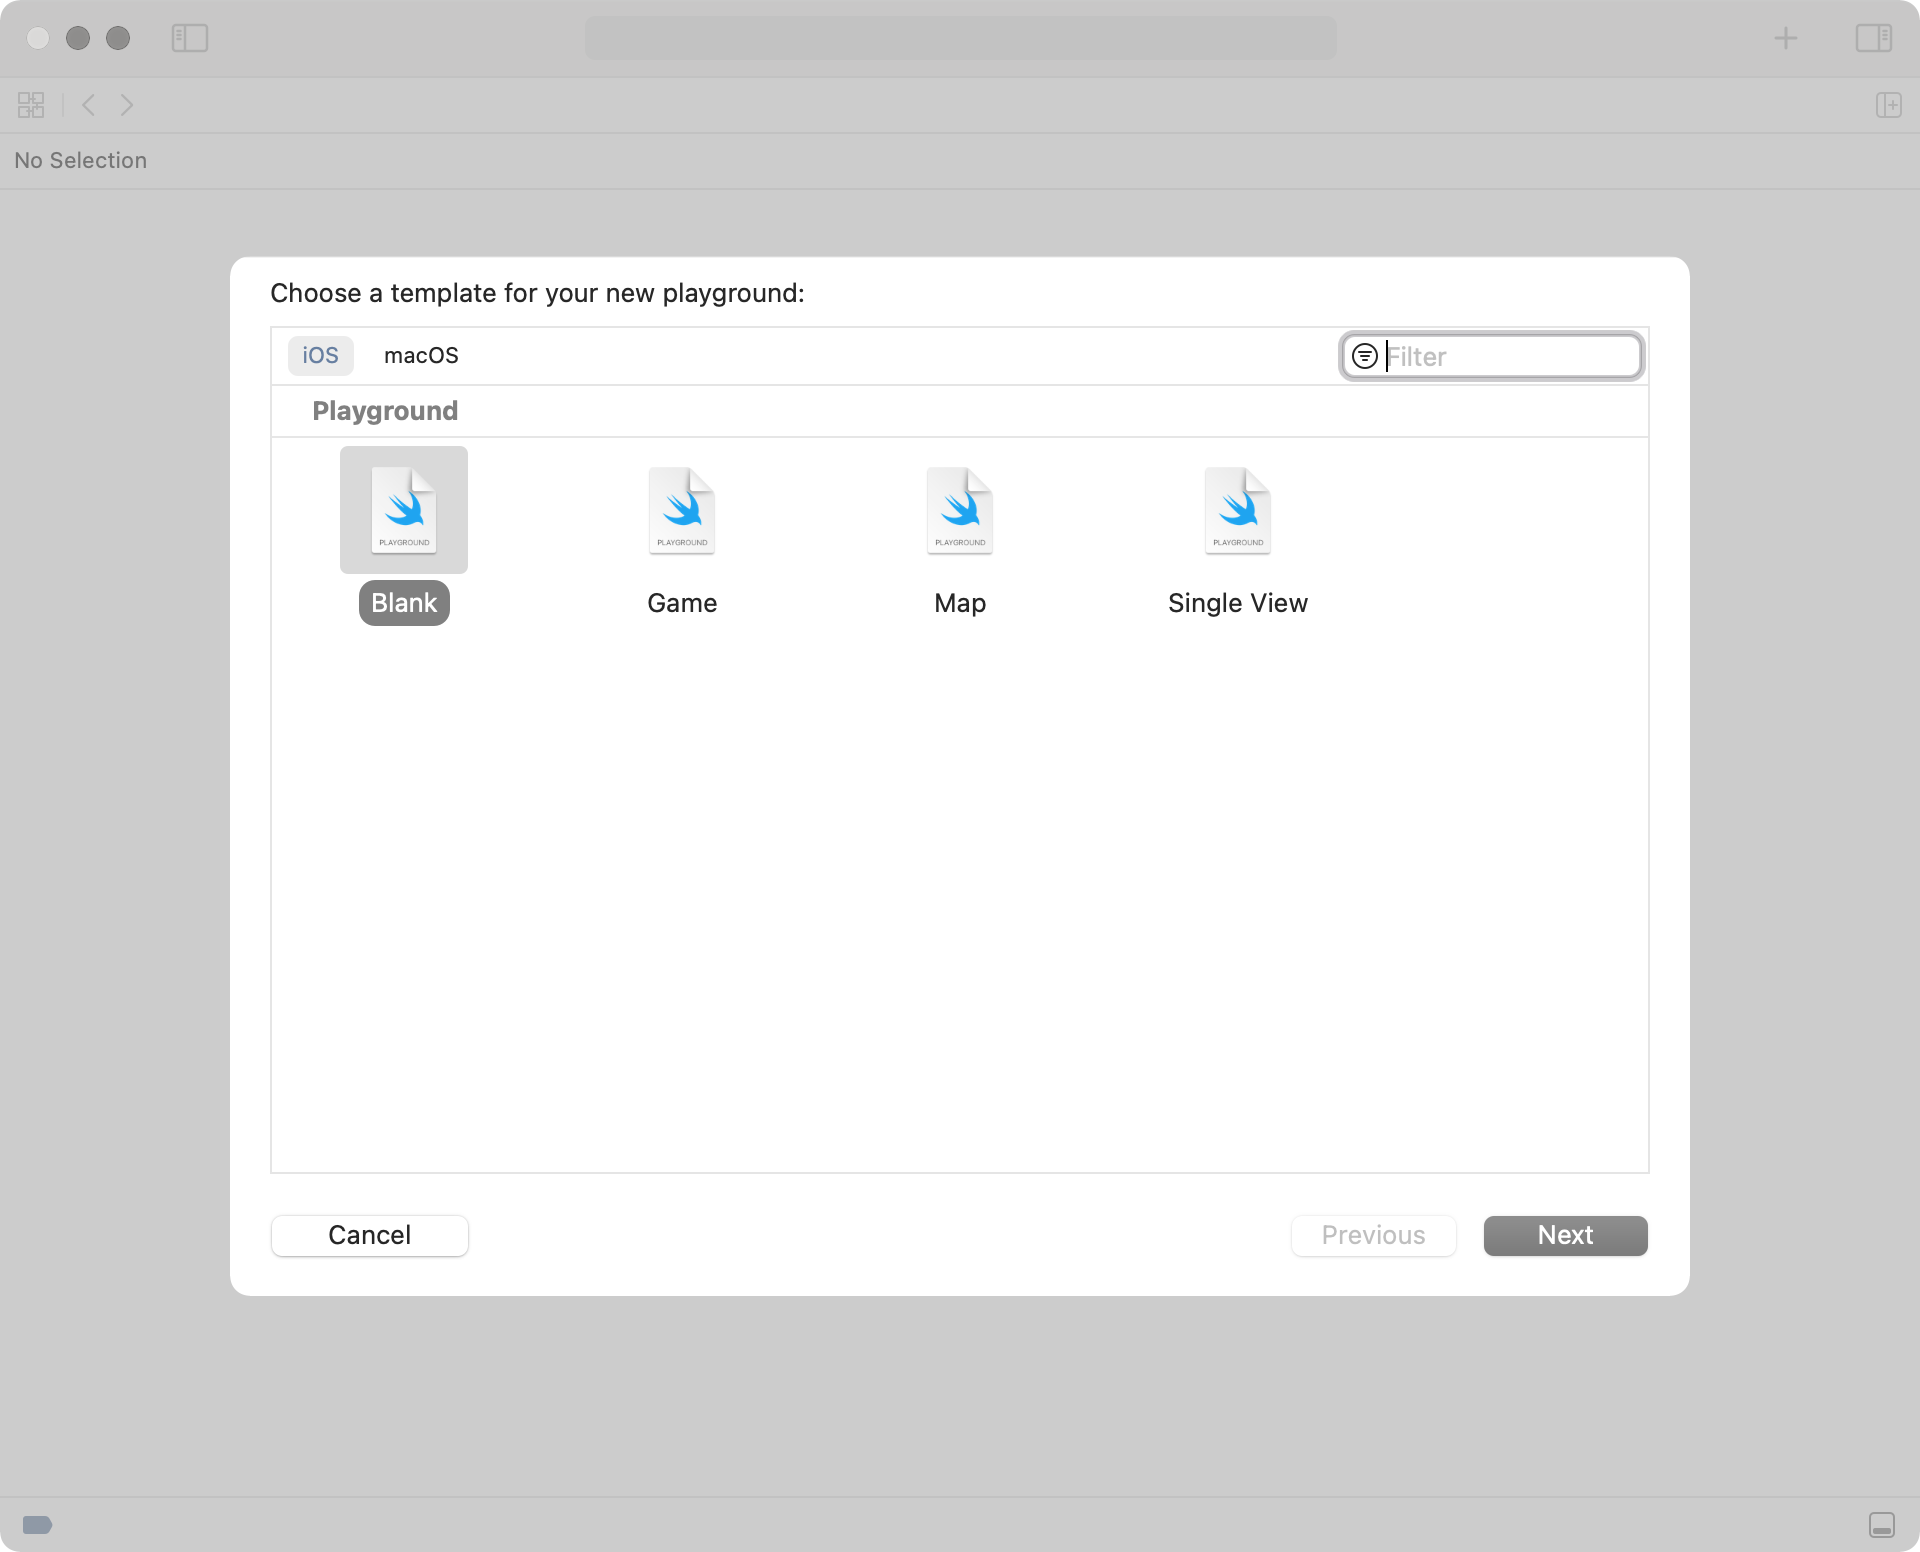 No Selection
Choose a template for your new playground:
iOS macOS Filter
Playground
PLAYGROUND PLAYGROUND PLAYGROUND PLAYGROUND
Blank Game Map Single View
Cancel Previous Next